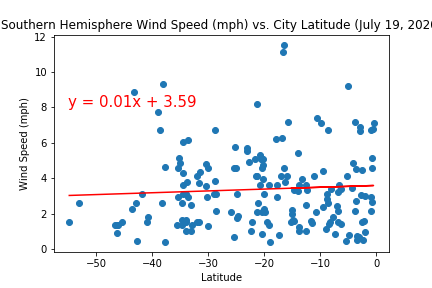 Southern Hemisphere Wind Speed (mph) vs. City Latitude (July 19, 2020
12
10
8
6
4
2
0
y = 0.01x + 3.59
Wind Speed (mph)
−50 −40 −30 −20 −10 0
Latitude